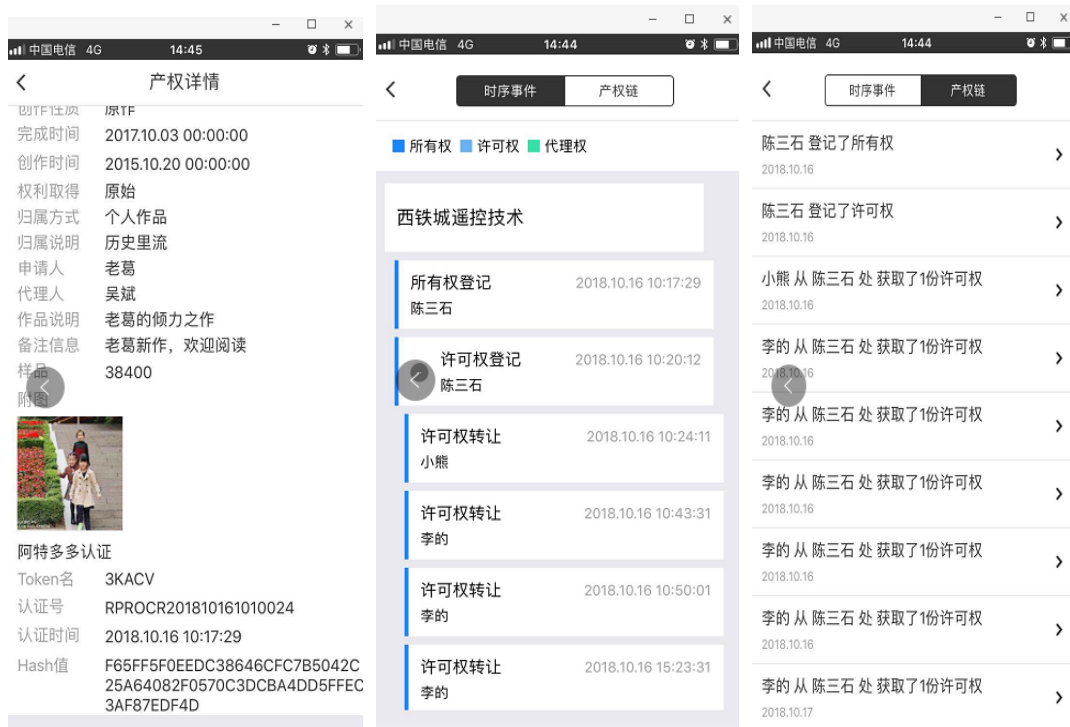 中国电信 4G 14:45
产权详情
创作性质 原作
完成时间 2017.10.03 00:00:00
创作时间 2015.10.20 00:00:00
权利取得 原始
归属方式 个人作品
归属说明 历史里流
申请人 老葛
代理人 吴斌
作品说明 老葛的倾力之作
备注信息 老葛新作，欢迎阅读
样品 38400
附图
阿特多多认证
Token名 3KACV
认证号 RPROCR201810161010024
认证时间 2018.10.16 10:17:29
Hash值 F65FF5F0EEDC38646CFC7B5042C
25A64082F0570C3DCBA4DD5FFEC
3AF87EDF4D
中国电信 4G 14:44
时序事件 产权链
所有权 许可权 代理权
西铁城遥控技术
所有权登记 2018.10.16 10:17:29
陈三石
许可权登记 2018.10.16 10:20:12
陈三石
许可权转让 2018.10.16 10:24:11
小熊
许可权转让 2018.10.16 10:43:31
李的
许可权转让 2018.10.16 10:50:01
李的
许可权转让 2018.10.16 15:23:31
李的
中国电信 4G 14:44
时序事件 产权链
陈三石 登记了所有权
2018.10.16
陈三石 登记了许可权
2018.10.16
小熊 从 陈三石 处 获取了1份许可权
2018.10.16
李的 从 陈三石 处 获取了1份许可权
2018.10.16
李的 从 陈三石 处 获取了1份许可权
2018.10.16
李的 从 陈三石 处 获取了1份许可权
2018.10.16
李的 从 陈三石 处 获取了1份许可权
2018.10.16
李的 从 陈三石 处 获取了1份许可权
2018.10.16
李的 从 陈三石 处 获取了1份许可权
2018.10.17